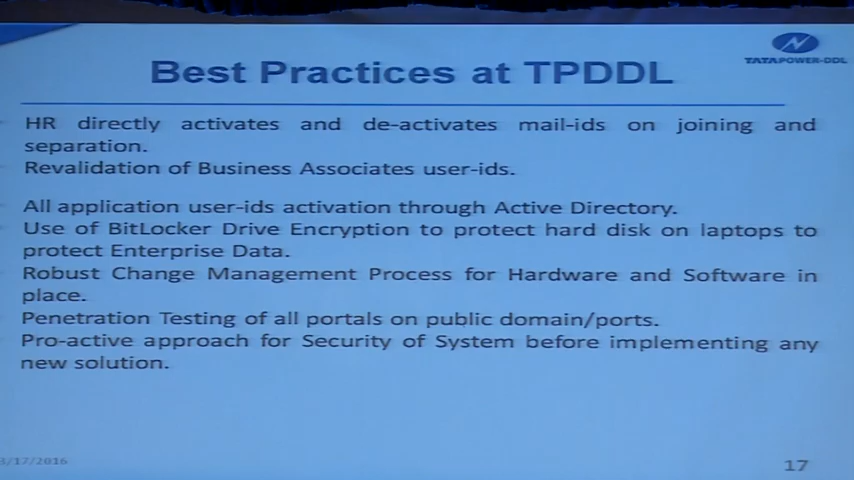 TATA POWER-DDL
Best Practices at TPDDL
HR directly activates and de-activates mail-ids on joining and
separation.
Revalidation of Business Associates user-ids.
All application user-ids activation through Active Directory.
Use of BitLocker Drive Encryption to protect hard disk on laptops to
protect Enterprise Data.
Robust Change Management Process for Hardware and Software in
place.
Penetration Testing of all portals on public domain/ports.
Pro-active approach for Security of System before implementing any
new solution.
3/17/2016
17